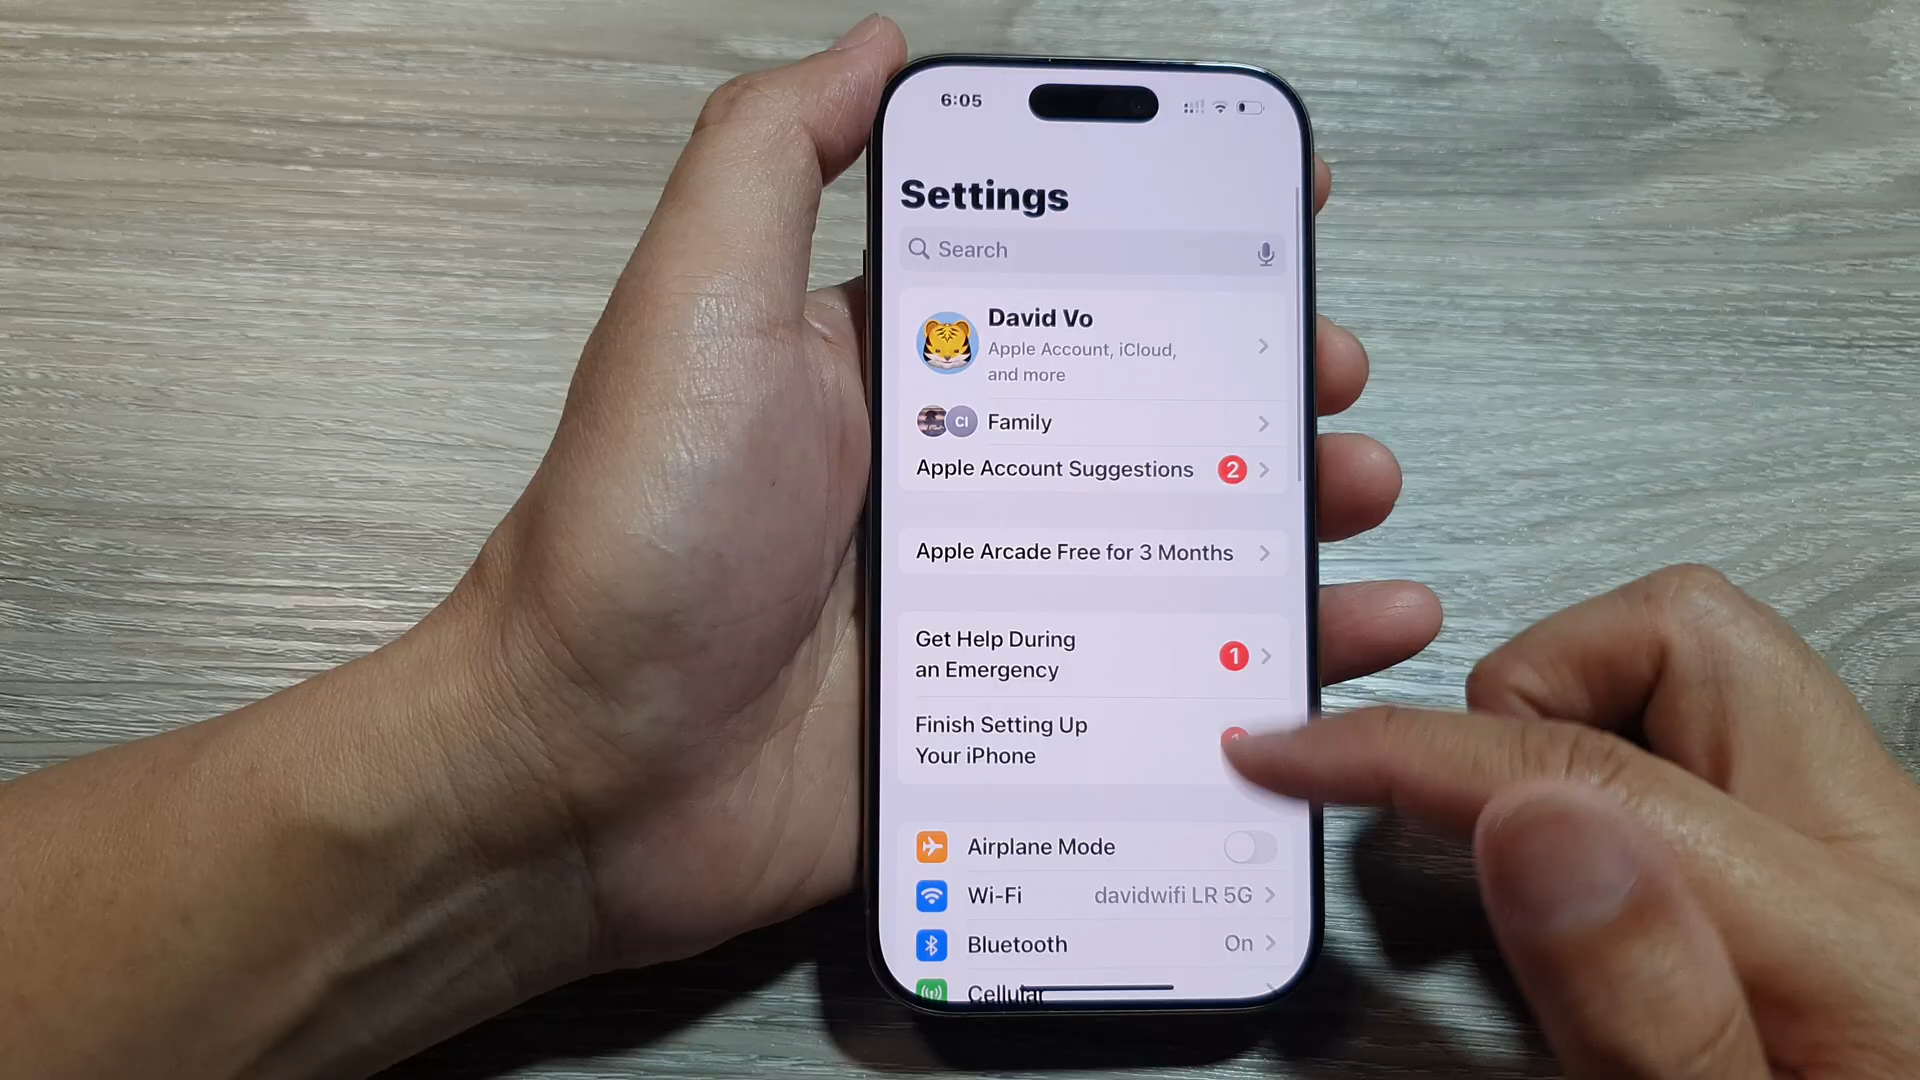 6:05
Settings
Search
David Vo
Apple Account, iCloud,
and more
CI
Family
Apple Account Suggestions 2
Apple Arcade Free for 3 Months
Get Help During
an Emergency
1
Finish Setting Up
Your iPhone
Airplane Mode
Wi-Fi davidwifi LR 5G
Bluetooth On
Cellular